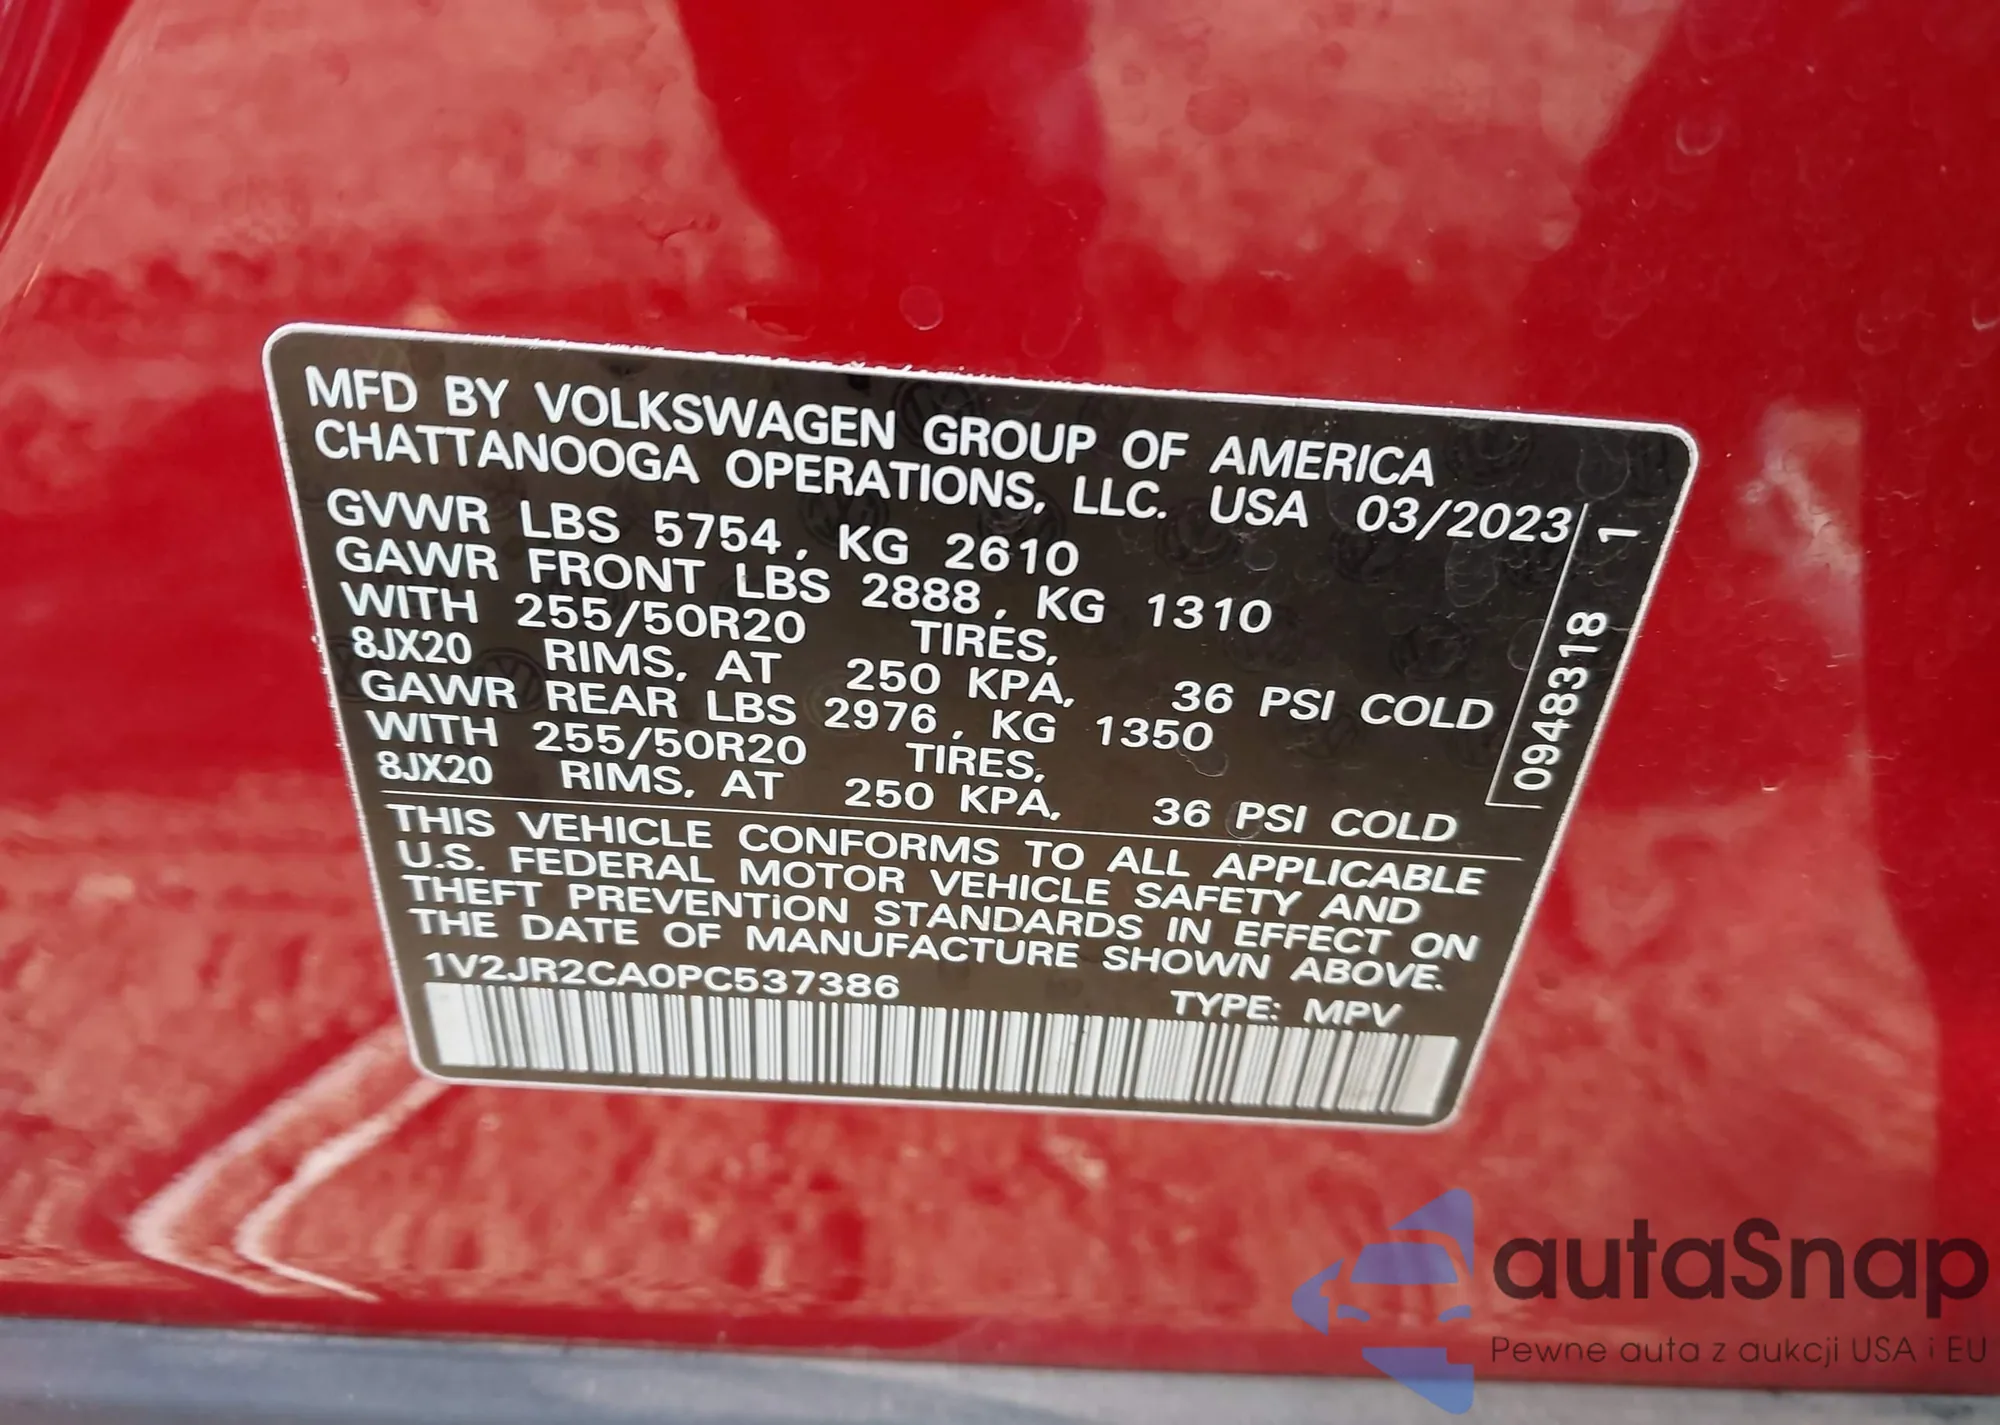 MFD BY VOLKSWAGEN GROUP OF AMERICA
CHATTANOOGA OPERATIONS, LLC. USA 03/2023
GVWR LBS 5754, KG 2610
GAWR FRONT LBS 2888, KG 1310
WITH 255/50R20 TIRES,
8JX20 RIMS, AT 250 KPA, 36 PSI COLD
GAWR REAR LBS 2976, KG 1350
WITH 255/50R20 TIRES,
8JX20 RIMS, AT 250 KPA, 36 PSI COLD
0948318 1
THIS VEHICLE CONFORMS TO ALL APPLICABLE
U.S. FEDERAL MOTOR VEHICLE SAFETY AND
THEFT PREVENTION STANDARDS IN EFFECT ON
THE DATE OF MANUFACTURE SHOWN ABOVE.
1V2JR2CA0PC537386
TYPE: MPV
autaSnap
Pewne auta z aukcji USA i EU